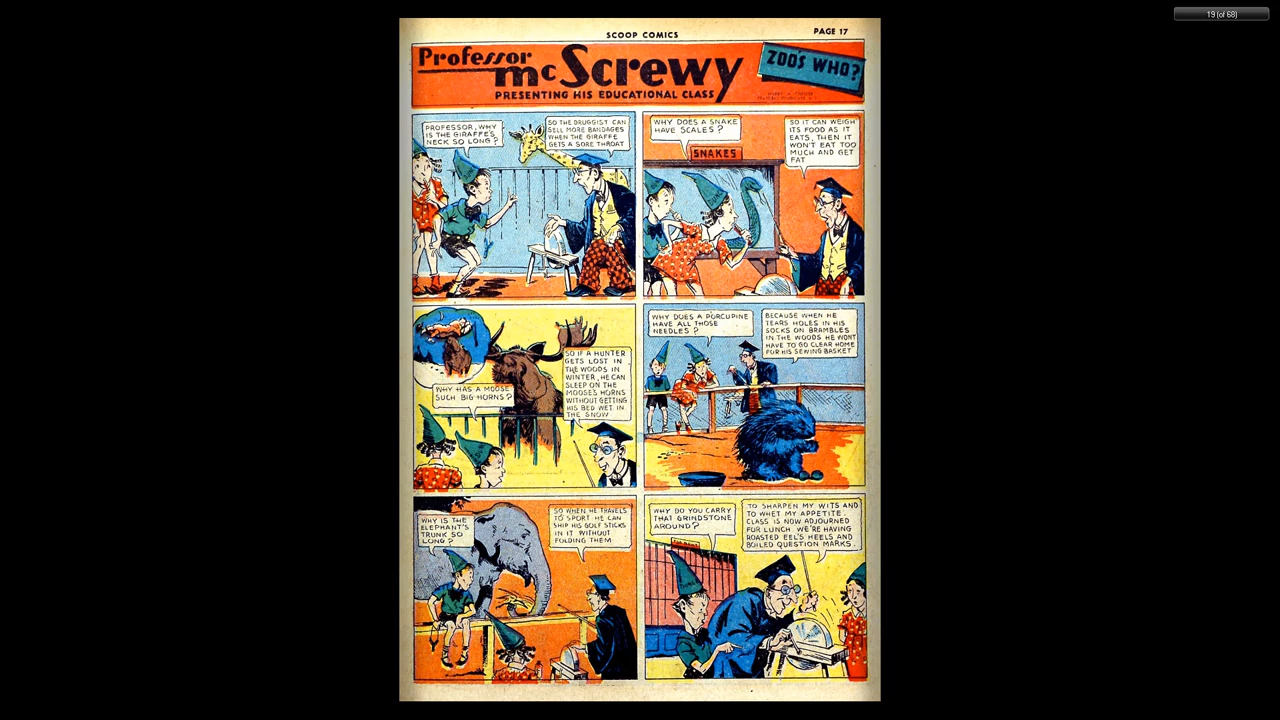 19 (of 68)
SCOOP COMICS
PAGE 17
Professor
mcScrewy
PRESENTING HIS EDUCATIONAL CLASS
ZOO'S WHO?
PROFESSOR, WHY
IS THE GIRAFFE'S
NECK SO LONG?
SO THE DRUGGIST CAN
SELL MORE BANDAGES
WHEN THE GIRAFFE
GETS A SORE THROAT
WHY DOES A SNAKE
HAVE SCALES?
SNAKES
SO IT CAN WEIGH
ITS FOOD AS IT
EATS, THEN IT
WON'T EAT TOO
MUCH AND GET
FAT
WHY HAS A MOOSE
SUCH BIG HORNS?
SO IF A HUNTER
GETS LOST IN
THE WOODS IN
WINTER, HE CAN
SLEEP ON THE
MOOSE'S HORNS
WITHOUT GETTING
HIS BED WET IN
THE SNOW
WHY DOES A PORCUPINE
HAVE ALL THOSE
NEEDLES?
BECAUSE WHEN HE
TEARS HOLES IN HIS
SOCKS ON BRAMBLES
IN THE WOODS HE WONT
HAVE TO GO CLEAR HOME
FOR HIS SEWING BASKET
WHY IS THE
ELEPHANT'S
TRUNK SO
LONG?
SO WHEN HE TRAVELS
TO SPORT HE CAN
SHIP HIS GOLF STICKS
IN IT WITHOUT
FOLDING THEM
WHY DO YOU CARRY
THAT GRINDSTONE
AROUND?
TO SHARPEN MY WITS AND
TO WHET MY APPETITE.
CLASS IS NOW ADJOURNED
FOR LUNCH. WE'RE HAVING
ROASTED EEL'S HEELS AND
BOILED QUESTION MARKS.